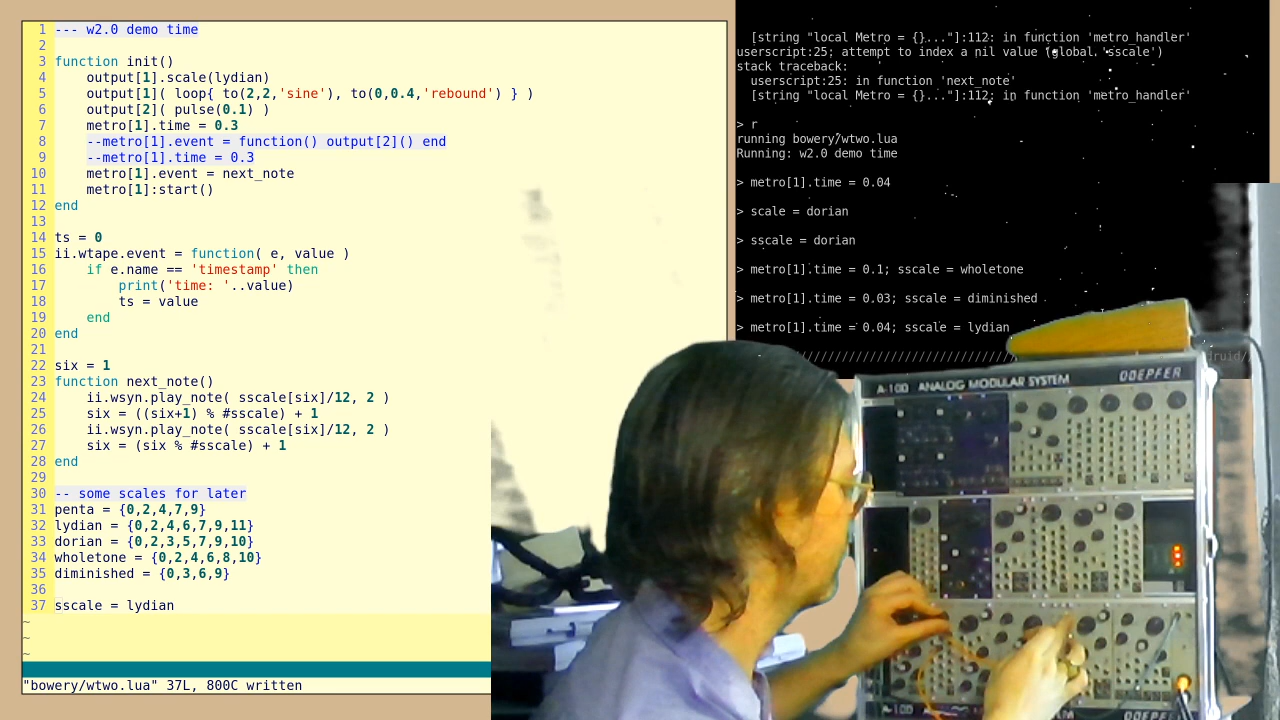 1 --- w2.0 demo time
2
3 function init()
4 output[1].scale(lydian)
5 output[1]( loop{ to(2,2,'sine'), to(0,0.4,'rebound') } )
6 output[2]( pulse(0.1) )
7 metro[1].time = 0.3
8 --metro[1].event = function() output[2]() end
9 --metro[1].time = 0.3
10 metro[1].event = next_note
11 metro[1]:start()
12 end
13
14 ts = 0
15 ii.wtape.event = function( e, value )
16 if e.name == 'timestamp' then
17 print('time: '..value)
18 ts = value
19 end
20 end
21
22 six = 1
23 function next_note()
24 ii.wsyn.play_note( sscale[six]/12, 2 )
25 six = ((six+1) % #sscale) + 1
26 ii.wsyn.play_note( sscale[six]/12, 2 )
27 six = (six % #sscale) + 1
28 end
29
30 -- some scales for later
31 penta = {0,2,4,7,9}
32 lydian = {0,2,4,6,7,9,11}
33 dorian = {0,2,3,5,7,9,10}
34 wholetone = {0,2,4,6,8,10}
35 diminished = {0,3,6,9}
36
37 sscale = lydian
~
~
~
"bowery/wtwo.lua" 37L, 800C written
[string "local Metro = {}..."]:112: in function 'metro_handler'
userscript:25; attempt to index a nil value (global 'sscale')
stack traceback:
userscript:25: in function 'next_note'
[string "local Metro = {}..."]:112: in function 'metro_handler'
> r
running bowery/wtwo.lua
Running: w2.0 demo time
> metro[1].time = 0.04
> scale = dorian
> sscale = dorian
> metro[1].time = 0.1; sscale = wholetone
> metro[1].time = 0.03; sscale = diminished
> metro[1].time = 0.04; sscale = lydian
druid/
A-100 ANALOG MODULAR SYSTEM DOEPFER
A-100
DOEPFER